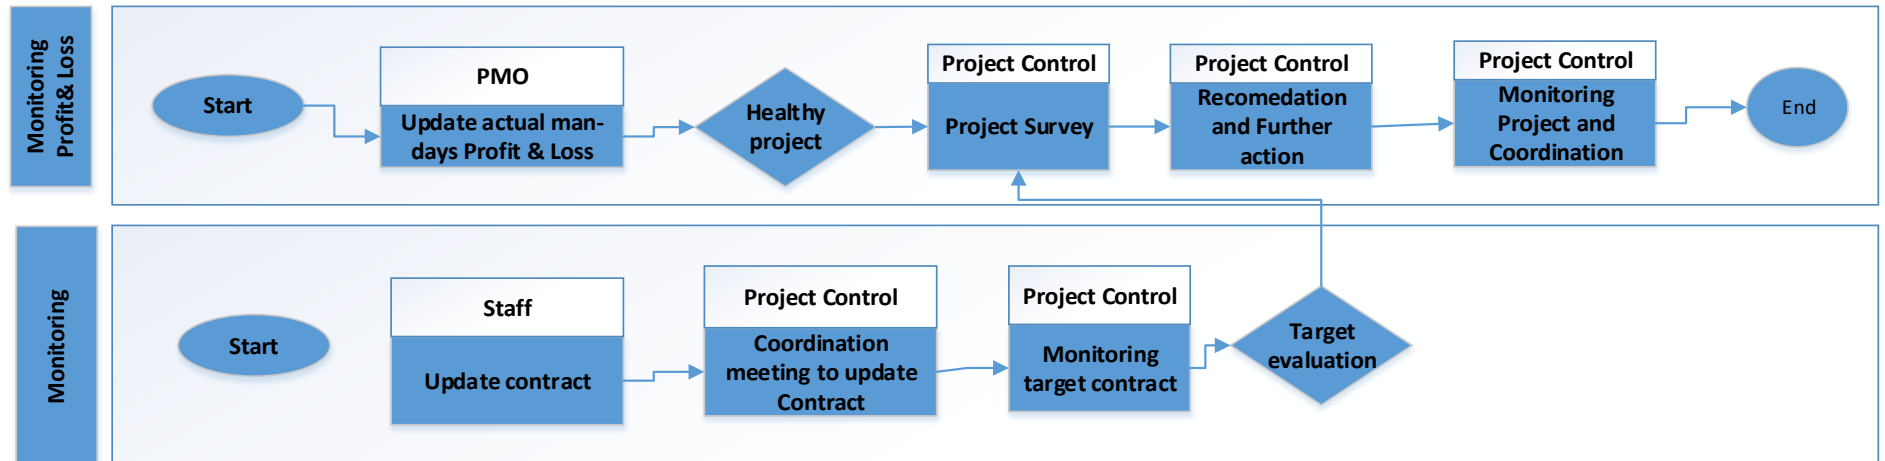 Monitoring
Profit& Loss
Start
PMO
Update actual man-
days Profit & Loss
Healthy
project
Project Control
Project Survey
Project Control
Recomedation
and Further
action
Project Control
Monitoring
Project and
Coordination
End
Monitoring
Start
Staff
Update contract
Project Control
Coordination
meeting to update
Contract
Project Control
Monitoring
target contract
Target
evaluation